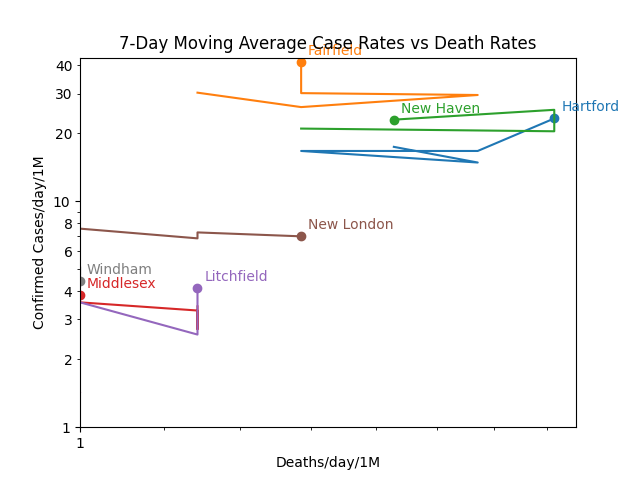 7-Day Moving Average Case Rates vs Death Rates
Fairfield
40
30
New Haven
Hartford
20
10
8
New London
6
Windham
Middlesex
Litchfield
4
3
2
1
1
Confirmed Cases/day/1M
Deaths/day/1M